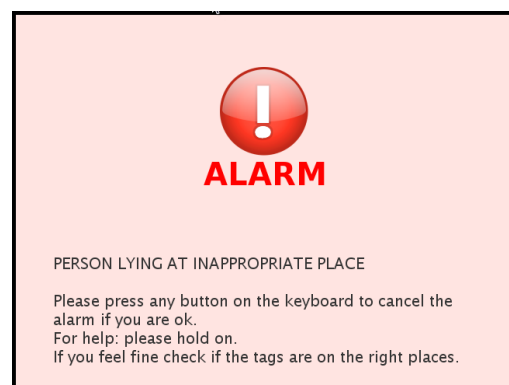 ALARM
PERSON LYING AT INAPPROPRIATE PLACE
Please press any button on the keyboard to cancel the
alarm if you are ok.
For help: please hold on.
If you feel fine check if the tags are on the right places.